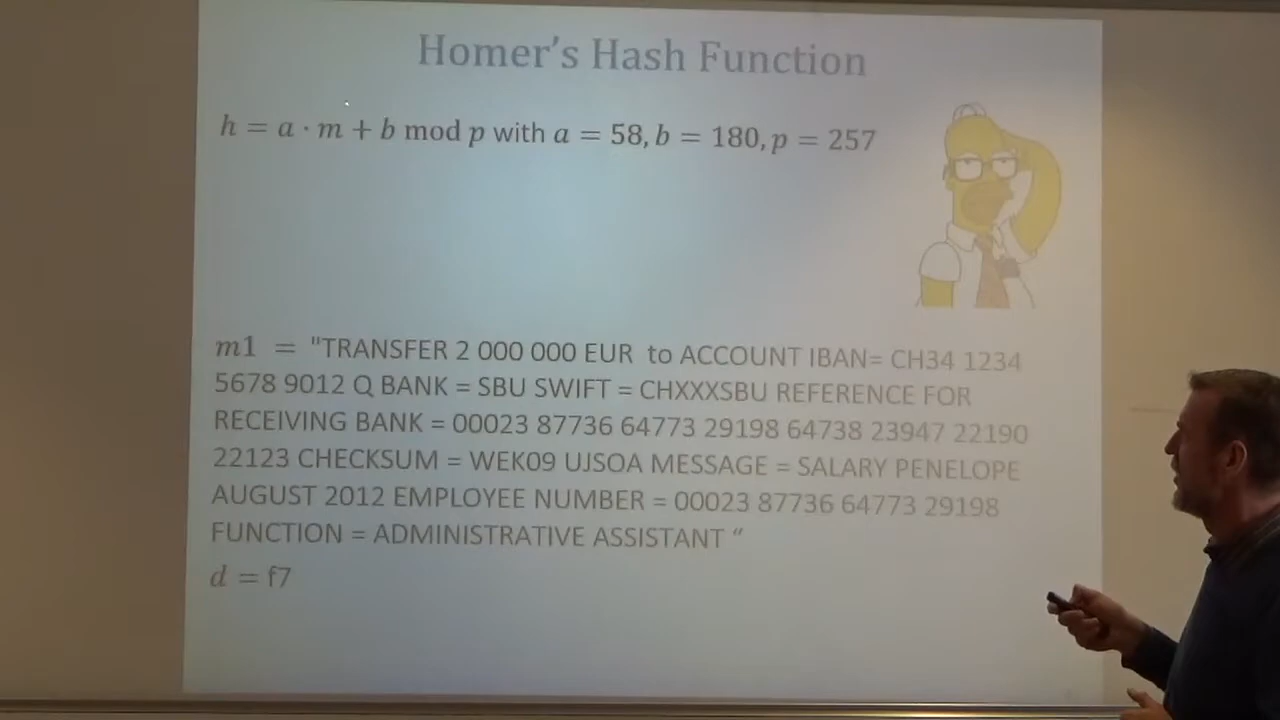 Homer's Hash Function
h = a · m + b mod p with a = 58, b = 180, p = 257
m1 = "TRANSFER 2 000 000 EUR to ACCOUNT IBAN= CH34 1234
5678 9012 Q BANK = SBU SWIFT = CHXXXSBU REFERENCE FOR
RECEIVING BANK = 00023 87736 64773 29198 64738 23947 22190
22123 CHECKSUM = WEK09 UJSOA MESSAGE = SALARY PENELOPE
AUGUST 2012 EMPLOYEE NUMBER = 00023 87736 64773 29198
FUNCTION = ADMINISTRATIVE ASSISTANT “
d = f7